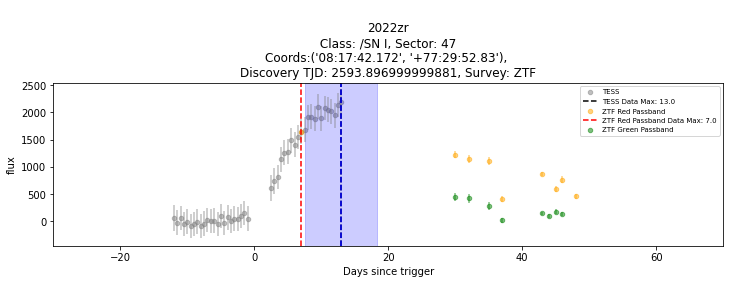 2022zr
Class: /SN I, Sector: 47
Coords:('08:17:42.172', '+77:29:52.83'),
Discovery TJD: 2593.896999999881, Survey: ZTF
2500
2000
1500
1000
500
0
flux
−20
0
20
40
60
Days since trigger
TESS
TESS Data Max: 13.0
ZTF Red Passband
ZTF Red Passband Data Max: 7.0
ZTF Green Passband